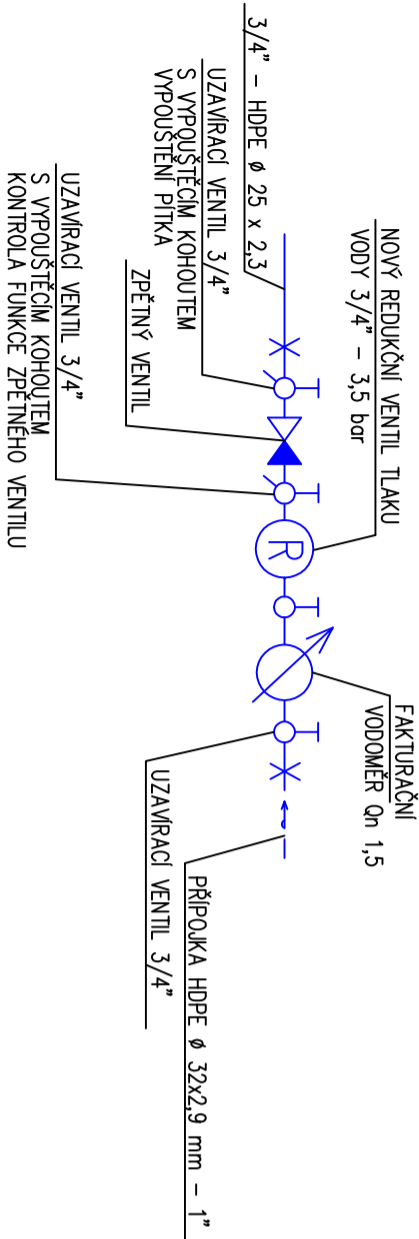 3/4" - HDPE ø 25 x 2,3
UZAVÍRACÍ VENTIL 3/4"
S VYPOUŠTĚCÍM KOHOUTEM
VYPOUŠTĚNÍ PÍTKA
ZPĚTNÝ VENTIL
UZAVÍRACÍ VENTIL 3/4"
S VYPOUŠTĚCÍM KOHOUTEM
KONTROLA FUNKCE ZPĚTNÉHO VENTILU
NOVÝ REDUKČNÍ VENTIL TLAKU
VODY 3/4" - 3,5 bar
R
FAKTURAČNÍ
VODOMĚR Qn 1,5
UZAVÍRACÍ VENTIL 3/4"
PŘÍPOJKA HDPE ø 32x2,9 mm - 1"